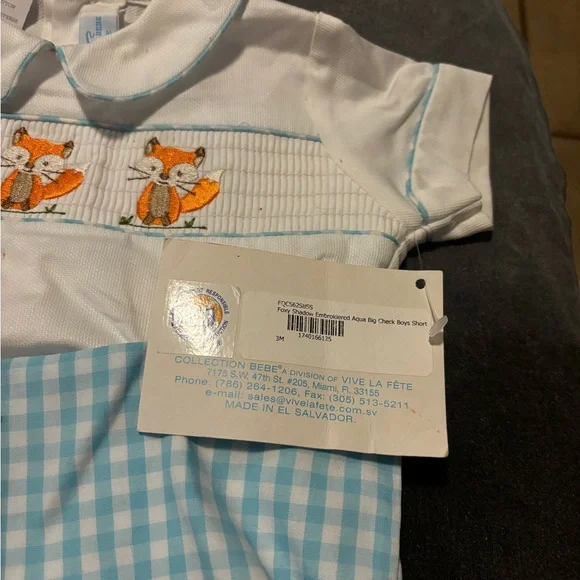 FQCS625855
Foxy Shadow Embroidered Aqua Big Check Boys Short
3M
1740166125
COLLECTION BEBE® A DIVISION OF VIVE LA FÊTE
7175 S.W. 47th St. #205, Miami, Fl. 33155
Phone. (786) 264-1206, Fax: (305) 513-5211
e-mail: sales@vivelafete.com.sv
MADE IN EL SALVADOR.
RESPONSIBLE